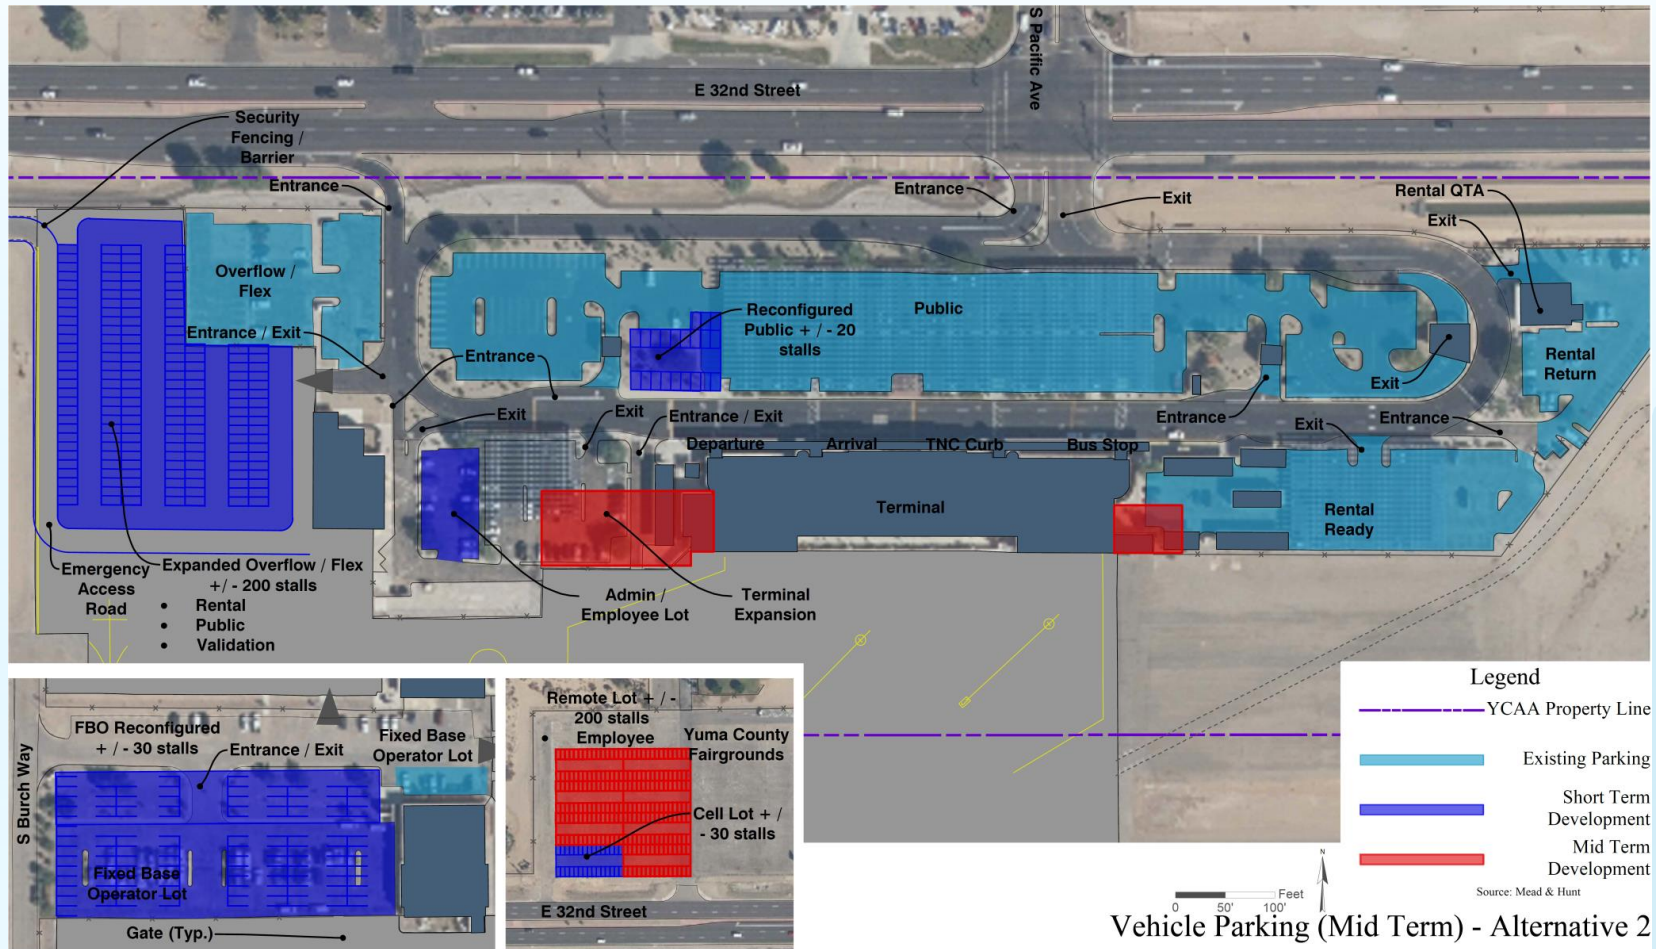 S Pacific Ave
E 32nd Street
Security
Fencing /
Barrier
Entrance
Entrance
Exit
Rental QTA
Exit
Overflow /
Flex
Reconfigured
Public + / - 20
stalls
Public
Entrance / Exit
Entrance
Rental
Return
Exit
Exit
Exit
Entrance / Exit
Entrance
Exit
Entrance
Departure
Arrival
TNC Curb
Bus Stop
Terminal
Rental
Ready
Emergency
Access
Road
Expanded Overflow / Flex
+ / - 200 stalls
• Rental
• Public
• Validation
Admin /
Employee Lot
Terminal
Expansion
S Burch Way
FBO Reconfigured
+ / - 30 stalls
Entrance / Exit
Fixed Base
Operator Lot
Fixed Base
Operator Lot
Gate (Typ.)
Remote Lot + / -
200 stalls
Employee
Yuma County
Fairgrounds
Cell Lot + /
- 30 stalls
E 32nd Street
Legend
YCAA Property Line
Existing Parking
Short Term
Development
Mid Term
Development
Source: Mead & Hunt
N
Feet
0 50' 100'
Vehicle Parking (Mid Term) - Alternative 2